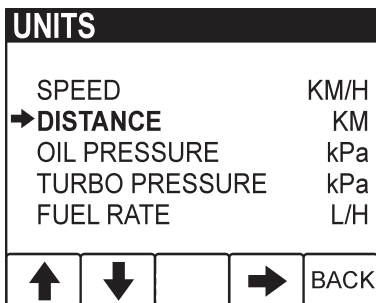 UNITS
SPEED KM/H
DISTANCE KM
OIL PRESSURE kPa
TURBO PRESSURE kPa
FUEL RATE L/H
BACK